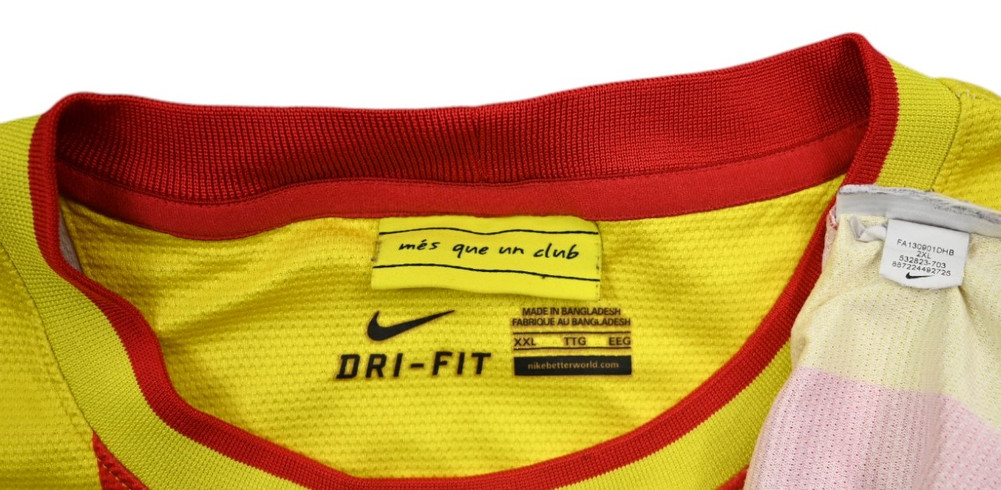 més que un club
DRI-FIT
MADE IN BANGLADESH
FABRIQUE AU BANGLADESH
XXL TTG EEG
nikebetterworld.com
FA130901DHB
2XL
532823-703
887224492725